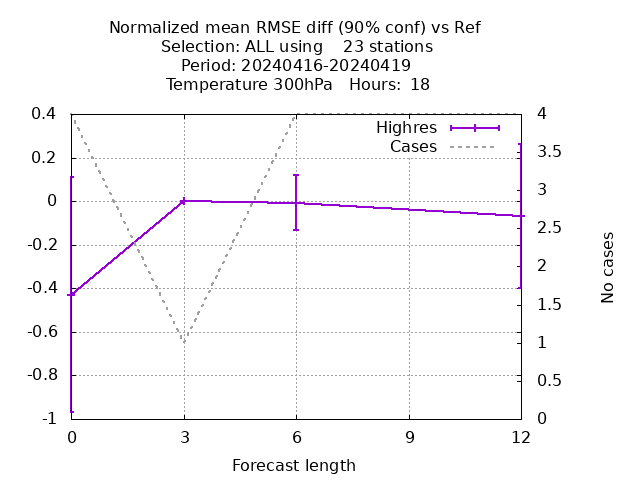 Normalized mean RMSE diff (90% conf) vs Ref
Selection: ALL using    23 stations
Period: 20240416-20240419
Temperature 300hPa   Hours:  18
Highres
Cases
0.4
0.2
0
-0.2
-0.4
-0.6
-0.8
-1
4
3.5
3
2.5
2
1.5
1
0.5
0
No cases
0 3 6 9 12
Forecast length